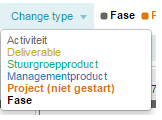 Change type Fase
Activiteit
Deliverable
Stuurgroepproduct
Managementproduct
Project (niet gestart)
Fase